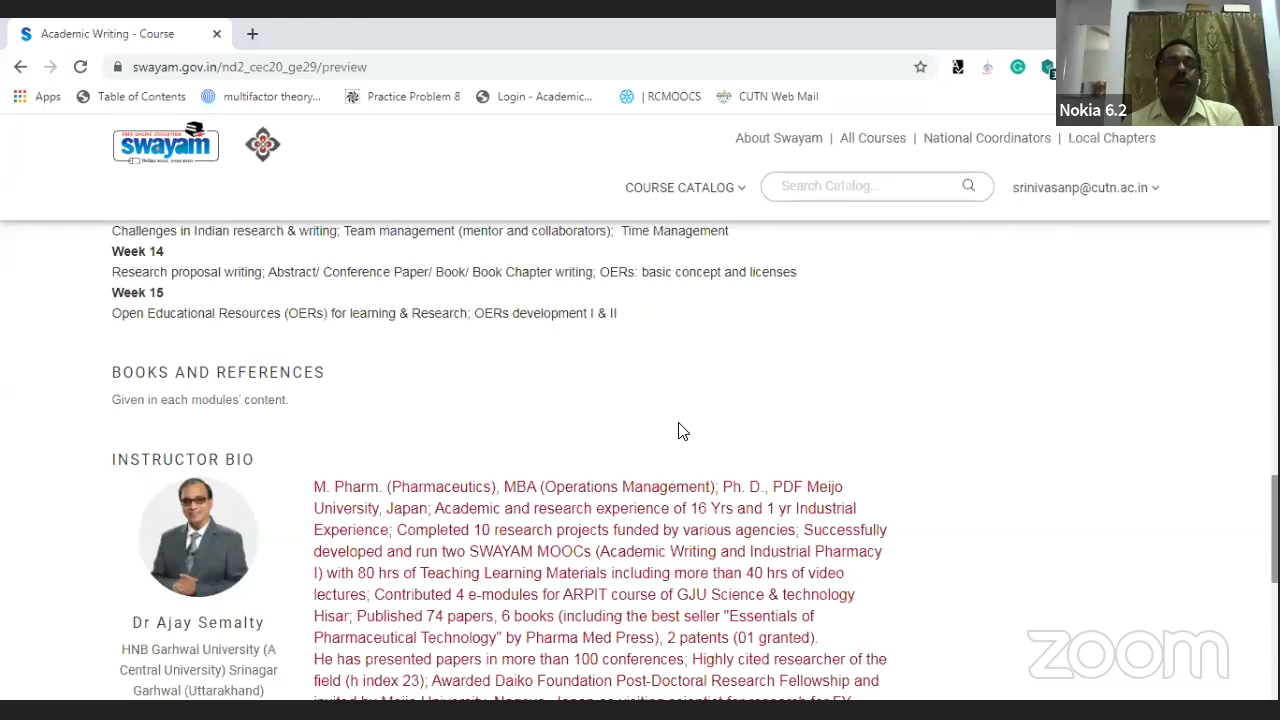 Academic Writing - Course
swayam.gov.in/nd2_cec20_ge29/preview
Apps
Table of Contents
multifactor theory...
Practice Problem 8
Login - Academic...
| RCMOOCS
CUTN Web Mail
Nokia 6.2
FREE ONLINE EDUCATION
swayam
About Swayam | All Courses | National Coordinators | Local Chapters
COURSE CATALOG
Search Catalog...
srinivasanp@cutn.ac.in
Challenges in Indian research & writing; Team management (mentor and collaborators); Time Management
Week 14
Research proposal writing; Abstract/ Conference Paper/ Book/ Book Chapter writing; OERs: basic concept and licenses
Week 15
Open Educational Resources (OERs) for learning & Research; OERs development I & II
BOOKS AND REFERENCES
Given in each modules' content.
INSTRUCTOR BIO
M. Pharm. (Pharmaceutics), MBA (Operations Management); Ph. D., PDF Meijo
University, Japan; Academic and research experience of 16 Yrs and 1 yr Industrial
Experience; Completed 10 research projects funded by various agencies; Successfully
developed and run two SWAYAM MOOCs (Academic Writing and Industrial Pharmacy
I) with 80 hrs of Teaching Learning Materials including more than 40 hrs of video
lectures; Contributed 4 e-modules for ARPIT course of GJU Science & technology
Hisar; Published 74 papers, 6 books (including the best seller "Essentials of
Pharmaceutical Technology" by Pharma Med Press), 2 patents (01 granted).
He has presented papers in more than 100 conferences; Highly cited researcher of the
field (h index 23); Awarded Daiko Foundation Post-Doctoral Research Fellowship and
Dr Ajay Semalty
HNB Garhwal University (A
Central University) Srinagar
Garhwal (Uttarakhand)
zoom